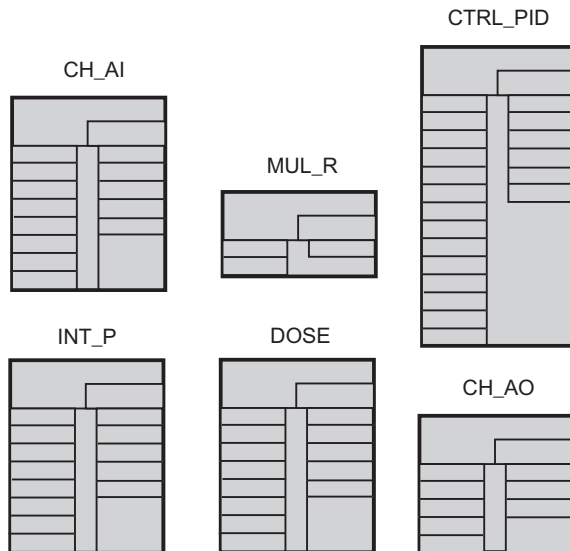 CTRL_PID
CH_AI
MUL_R
INT_P
DOSE
CH_AO